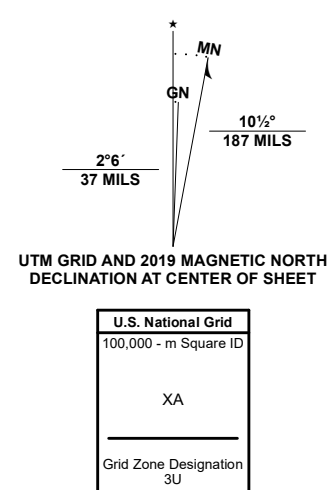 ★
MN
GN
10½°
187 MILS
2°6´
37 MILS
UTM GRID AND 2019 MAGNETIC NORTH
DECLINATION AT CENTER OF SHEET
U.S. National Grid
100,000 - m Square ID
XA
Grid Zone Designation
3U